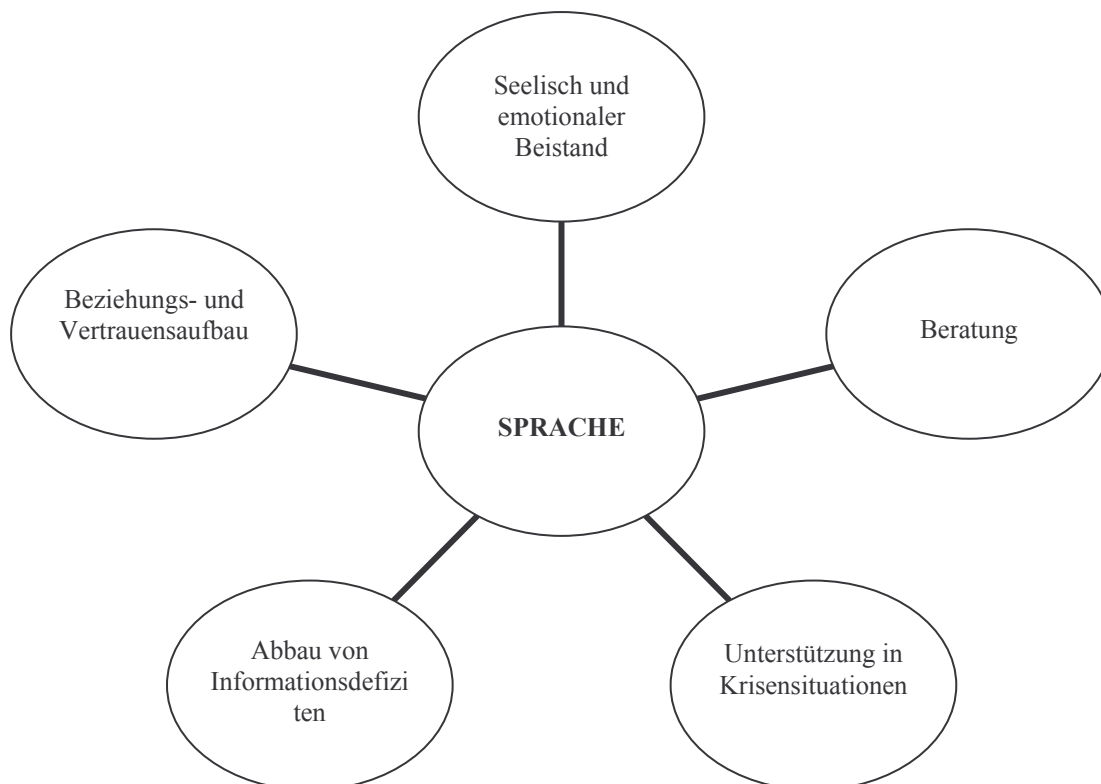 Seelisch und
emotionaler
Beistand
Beziehungs- und
Vertrauensaufbau
Beratung
SPRACHE
Abbau von
Informationsdefizi
ten
Unterstützung in
Krisensituationen